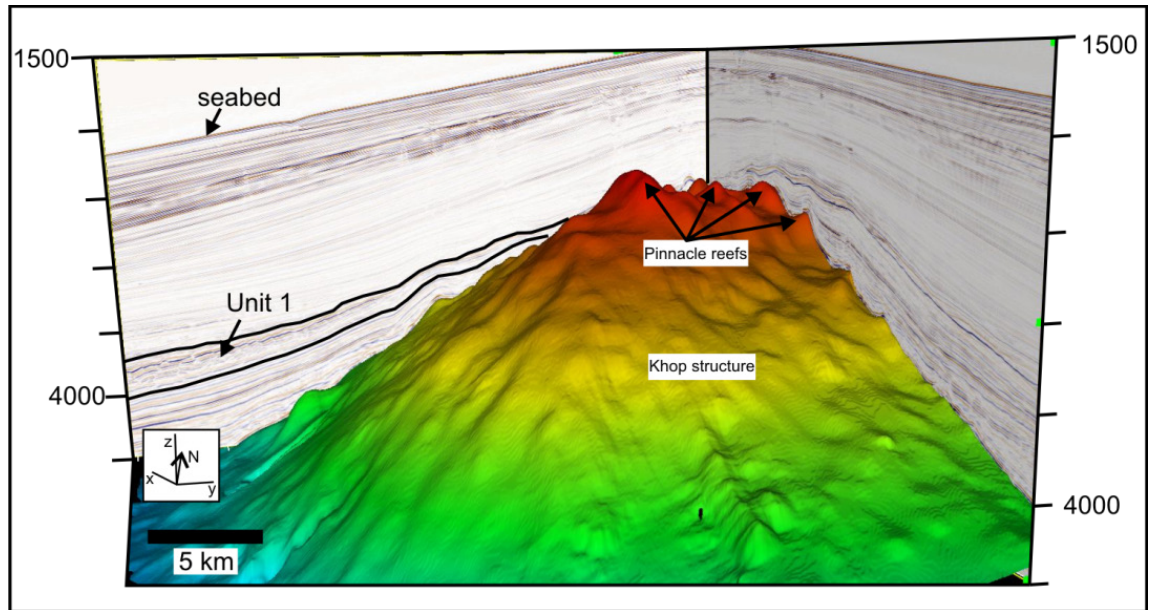 1500
1500
seabed
Pinnacle reefs
Unit 1
Khop structure
4000
z
N
x
y
4000
5 km